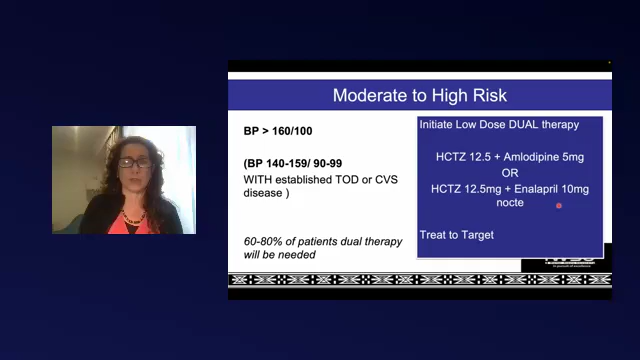 Moderate to High Risk
BP > 160/100
(BP 140-159/ 90-99
WITH established TOD or CVS
disease )
60-80% of patients dual therapy
will be needed
Initiate Low Dose DUAL therapy
HCTZ 12.5 + Amlodipine 5mg
OR
HCTZ 12.5mg + Enalapril 10mg
nocte
Treat to Target